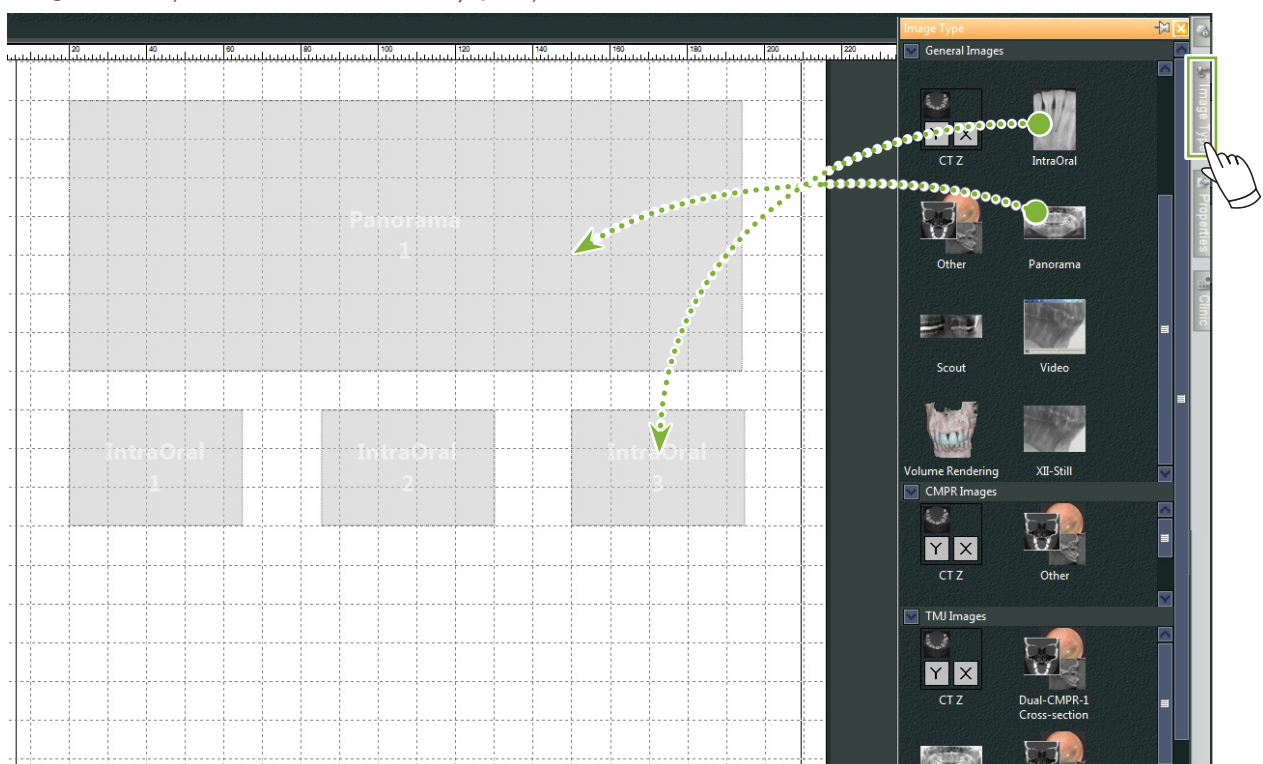 Image Type
20 40 60 80 100 120 140 160 180 200 220
General Images
CT Z
Y X
IntraOral
Other
Panorama
Scout
Video
Volume Rendering
XII-Still
CMPR Images
Y X
CT Z
Other
TMJ Images
Y X
CT Z
Dual-CMPR-1
Cross-section
Image Type
Properties
Clinic
Panorama
1
IntraOral
1
IntraOral
2
IntraOral
3